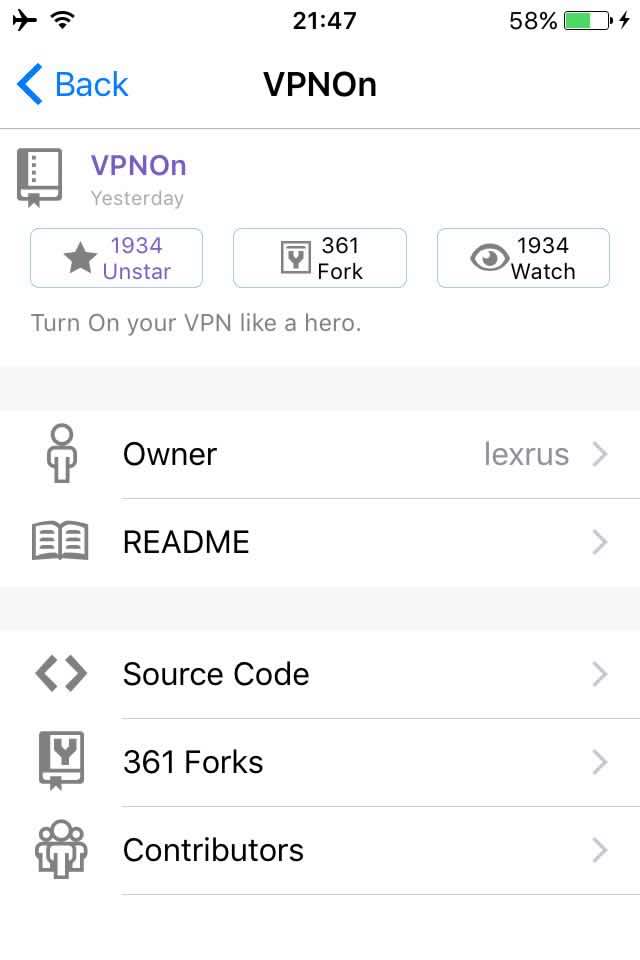 21:47
58%
Back
VPNOn
VPNOn
Yesterday
1934
Unstar
361
Fork
1934
Watch
Turn On your VPN like a hero.
Owner
lexrus
README
Source Code
361 Forks
Contributors